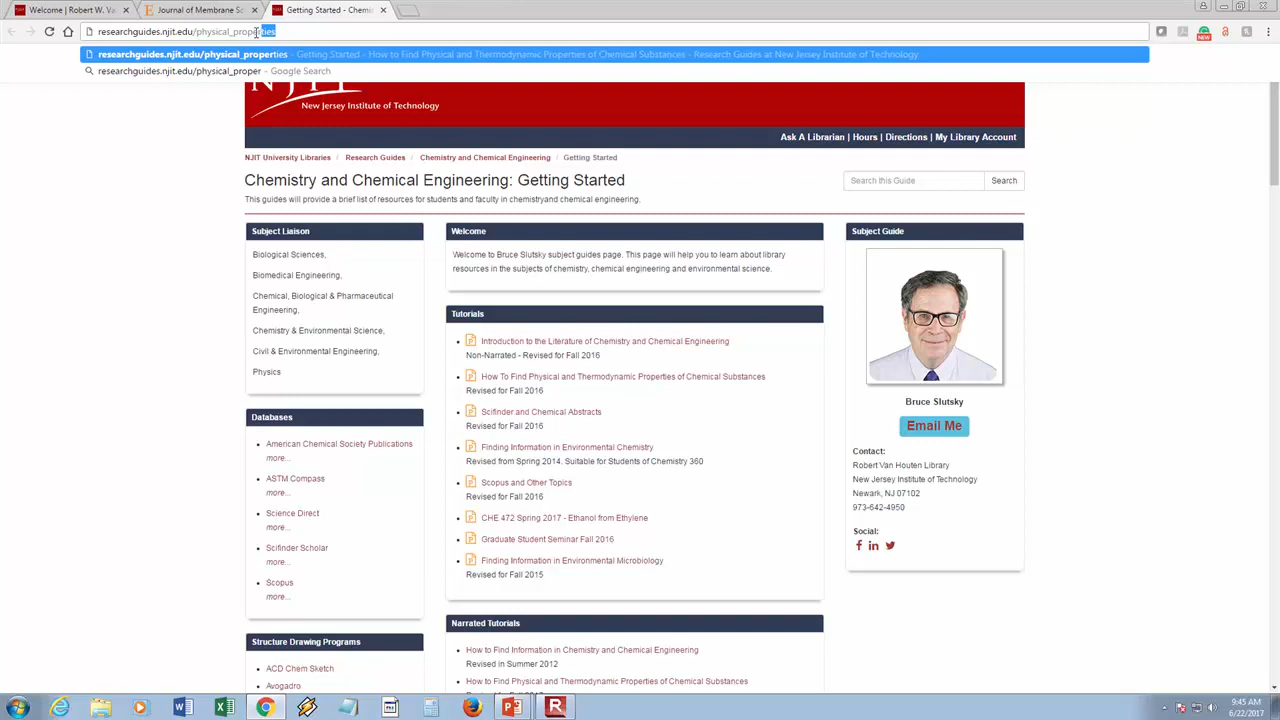 Welcome | Robert W. Van
Journal of Membrane Sc
Getting Started - Chemis
researchguides.njit.edu/physical_properties
researchguides.njit.edu/physical_properties - Getting Started - How to Find Physical and Thermodynamic Properties of Chemical Substances - Research Guides at New Jersey Institute of Technology
researchguides.njit.edu/physical_proper - Google Search
NEW
NJIT
New Jersey Institute of Technology
Ask A Librarian | Hours | Directions | My Library Account
NJIT University Libraries / Research Guides / Chemistry and Chemical Engineering / Getting Started
Chemistry and Chemical Engineering: Getting Started
Search this Guide
Search
This guides will provide a brief list of resources for students and faculty in chemistryand chemical engineering.
Subject Liaison
Biological Sciences,
Biomedical Engineering,
Chemical, Biological & Pharmaceutical
Engineering,
Chemistry & Environmental Science,
Civil & Environmental Engineering,
Physics
Databases
American Chemical Society Publications
more...
ASTM Compass
more...
Science Direct
more...
Scifinder Scholar
more...
Scopus
more...
Structure Drawing Programs
ACD Chem Sketch
Avogadro
Welcome
Welcome to Bruce Slutsky subject guides page. This page will help you to learn about library
resources in the subjects of chemistry, chemical engineering and environmental science.
Tutorials
Introduction to the Literature of Chemistry and Chemical Engineering
Non-Narrated - Revised for Fall 2016
How To Find Physical and Thermodynamic Properties of Chemical Substances
Revised for Fall 2016
Scifinder and Chemical Abstracts
Revised for Fall 2016
Finding Information in Environmental Chemistry
Revised from Spring 2014. Suitable for Students of Chemistry 360
Scopus and Other Topics
Revised for Fall 2016
CHE 472 Spring 2017 - Ethanol from Ethylene
Graduate Student Seminar Fall 2016
Finding Information in Environmental Microbiology
Revised for Fall 2015
Narrated Tutorials
How to Find Information in Chemistry and Chemical Engineering
Revised in Summer 2012
How to Find Physical and Thermodynamic Properties of Chemical Substances
Subject Guide
Bruce Slutsky
Email Me
Contact:
Robert Van Houten Library
New Jersey Institute of Technology
Newark, NJ 07102
973-642-4950
Social:
9:45 AM
6/22/2017